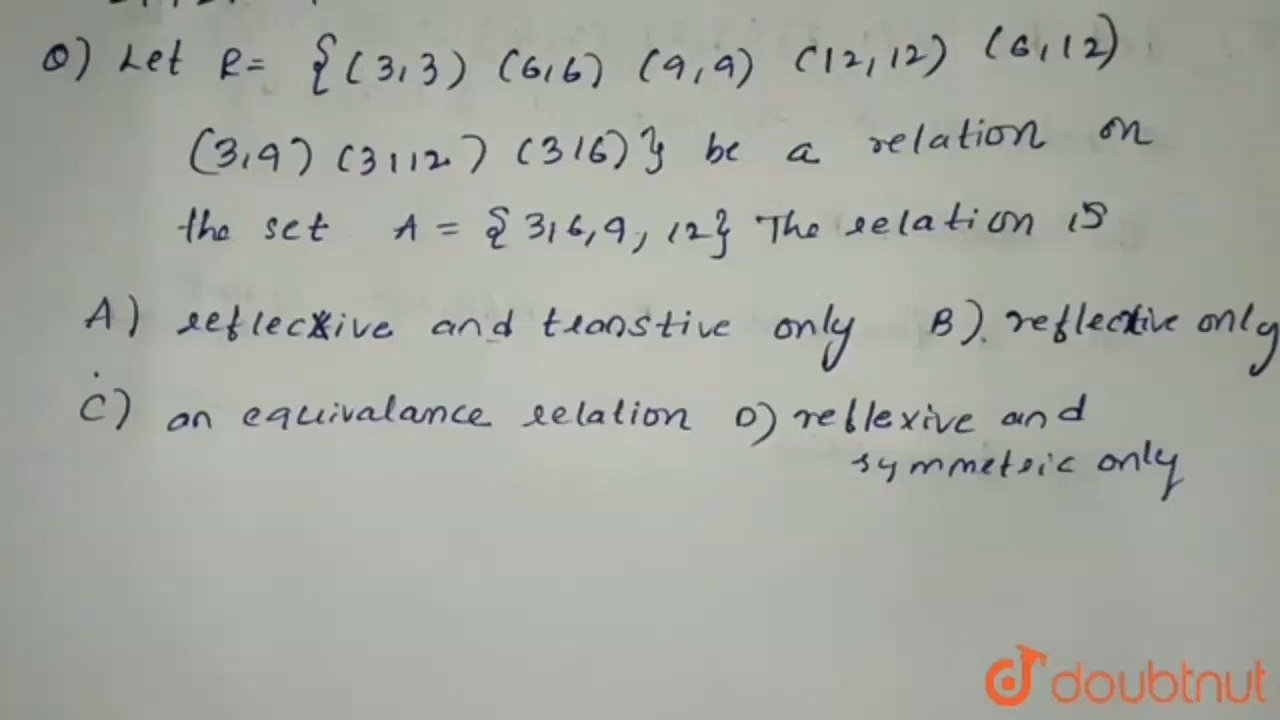 Q) Let R= {(3,3) (6,6) (9,9) (12,12) (6,12)
(3,9) (3,12) (3,6)} be a relation on
the set A = {3,6,9,12} The relation is
A) reflective and transtive only B). reflective only
C) an equivalance relation D) reflexive and
symmetric only
doubtnut